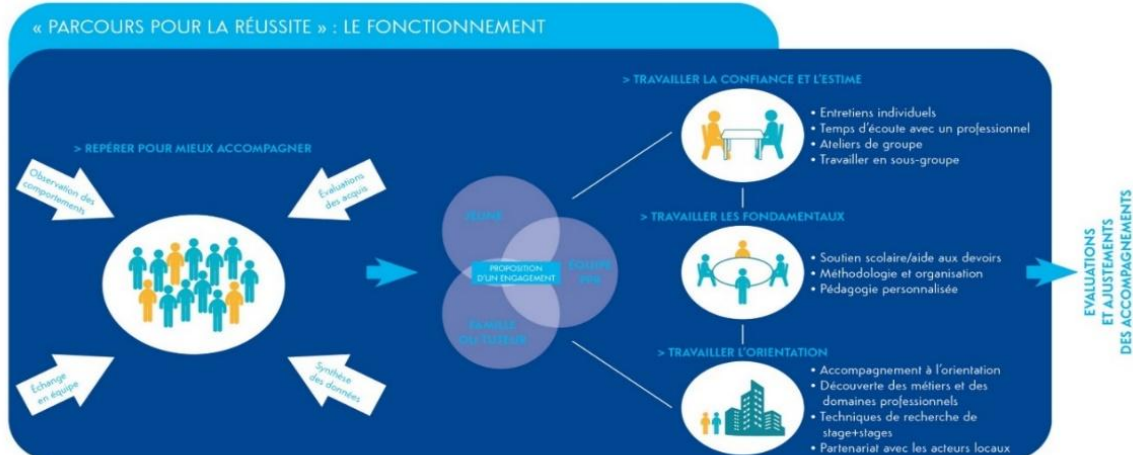 « PARCOURS POUR LA RÉUSSITE » : LE FONCTIONNEMENT
> REPÉRER POUR MIEUX ACCOMPAGNER
Observation des
comportements
Évaluations
des acquis
Échange
en équipe
Synthèse
des données
JEUNE
PROPOSITION
D'UN ENGAGEMENT
ÉQUIPE
FAMILLE
OU TUTEUR
> TRAVAILLER LA CONFIANCE ET L'ESTIME
• Entretiens individuels
• Temps d'écoute avec un professionnel
• Ateliers de groupe
• Travailler en sous-groupe
> TRAVAILLER LES FONDAMENTAUX
• Soutien scolaire/aide aux devoirs
• Méthodologie et organisation
• Pédagogie personnalisée
> TRAVAILLER L'ORIENTATION
• Accompagnement à l'orientation
• Découverte des métiers et des
domaines professionnels
• Techniques de recherche de
stage+stages
• Partenariat avec les acteurs locaux
EVALUATIONS
ET AJUSTEMENTS
DES ACCOMPAGNEMENTS